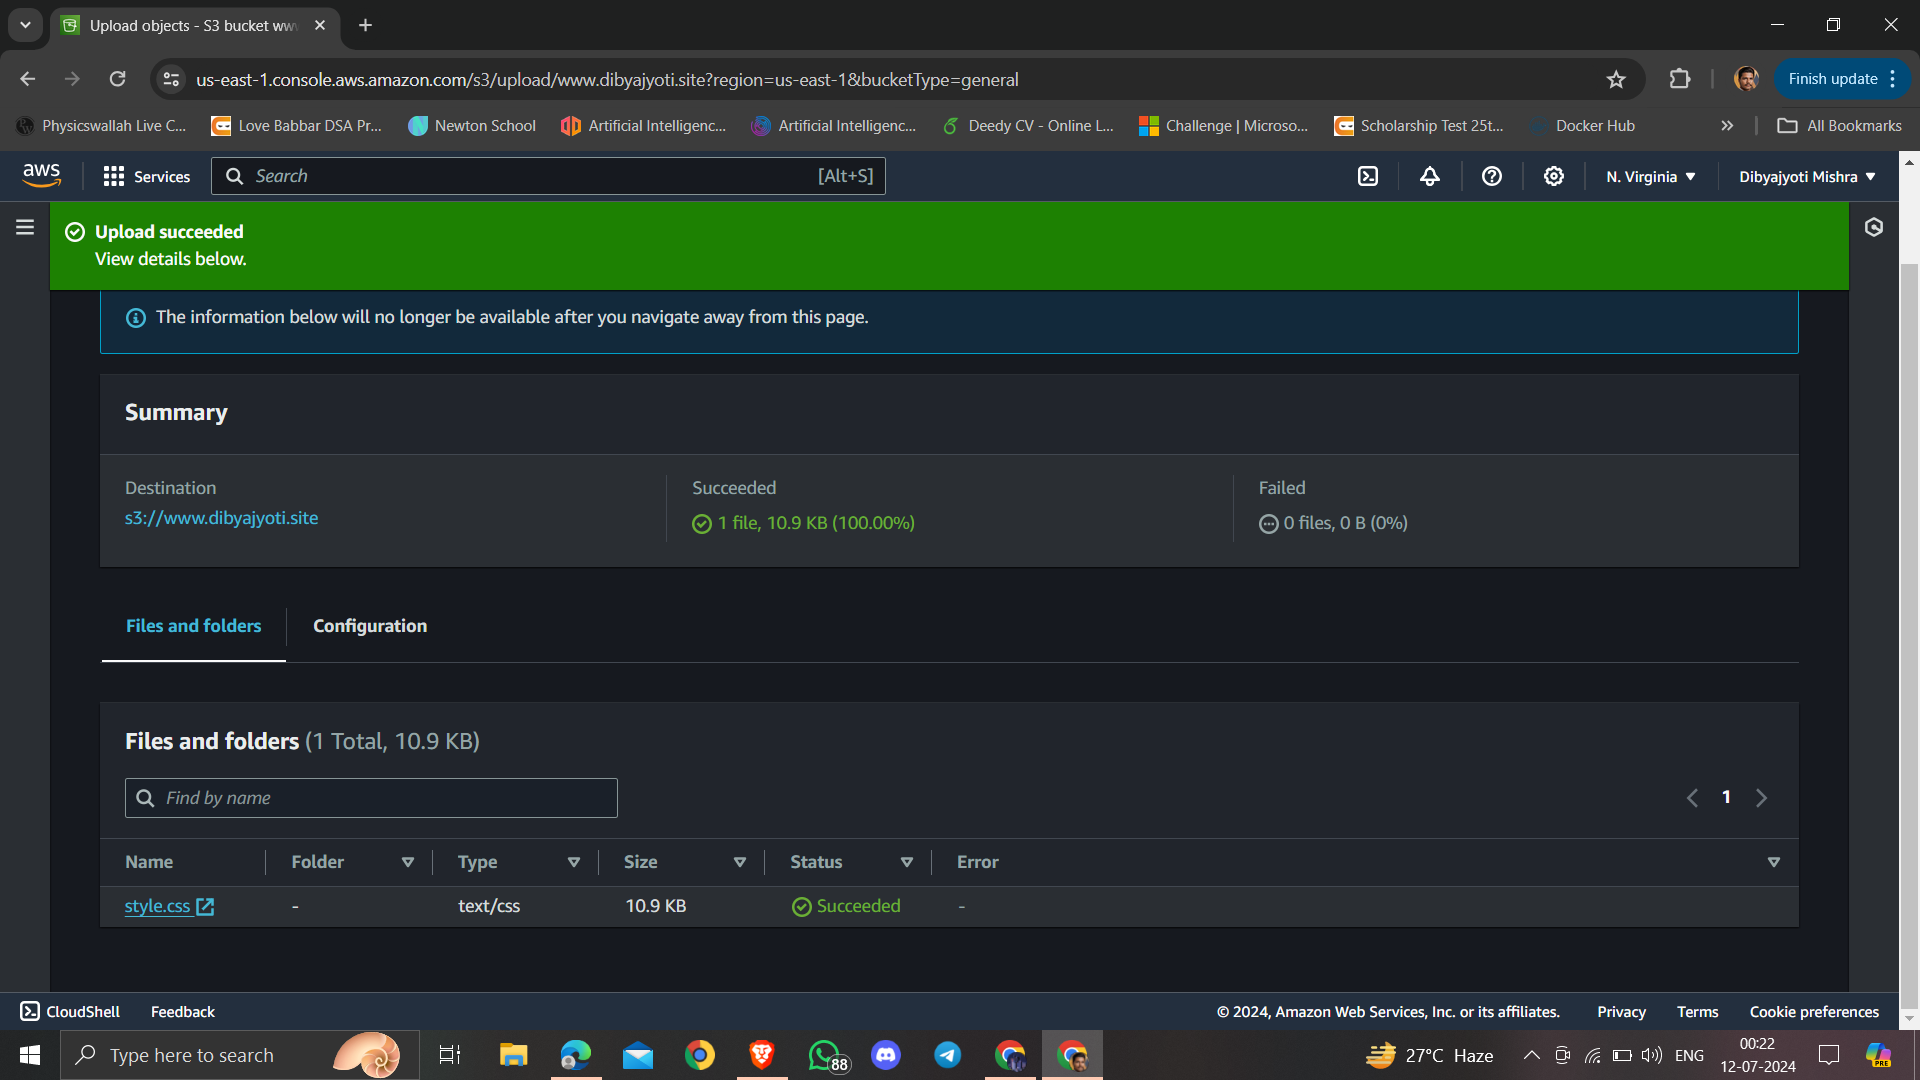 Upload objects - S3 bucket ww
us-east-1.console.aws.amazon.com/s3/upload/www.dibyajyoti.site?region=us-east-1&bucketType=general
Finish update
Physicswallah Live C...
Love Babbar DSA Pr...
Newton School
Artificial Intelligenc...
Artificial Intelligenc...
Deedy CV - Online L...
Challenge | Microso...
Scholarship Test 25t...
Docker Hub
All Bookmarks
aws
Services
Search
[Alt+S]
N. Virginia
Dibyajyoti Mishra
Upload succeeded
View details below.
The information below will no longer be available after you navigate away from this page.
Summary
Destination
s3://www.dibyajyoti.site
Succeeded
1 file, 10.9 KB (100.00%)
Failed
0 files, 0 B (0%)
Files and folders
Configuration
Files and folders (1 Total, 10.9 KB)
Find by name
1
Name
Folder
Type
Size
Status
Error
style.css
-
text/css
10.9 KB
Succeeded
-
CloudShell
Feedback
© 2024, Amazon Web Services, Inc. or its affiliates.
Privacy
Terms
Cookie preferences
Type here to search
88
27°C Haze
ENG
00:22
12-07-2024
PRE